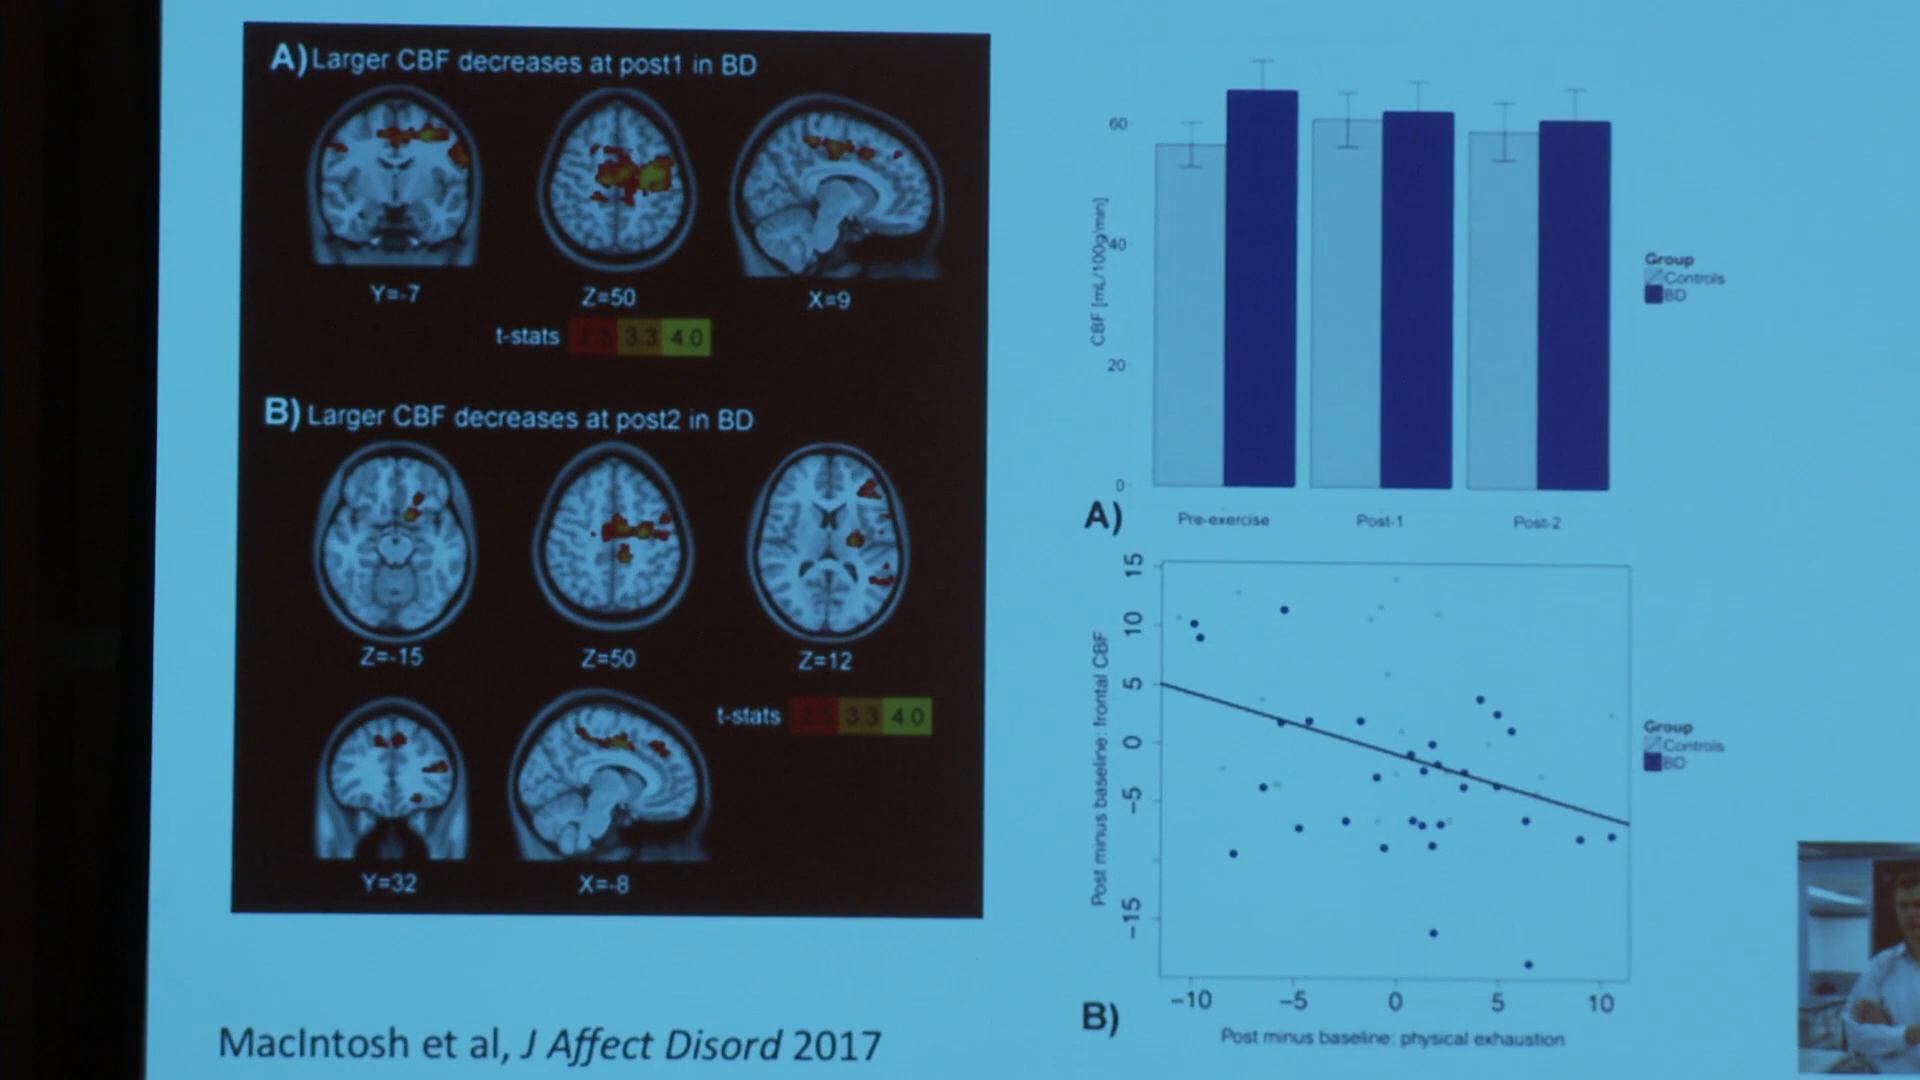 A) Larger CBF decreases at post1 in BD
Y=-7 Z=50 X=9
t-stats 3.3 4.0
B) Larger CBF decreases at post2 in BD
Z=-15 Z=50 Z=12
t-stats 3.3 4.0
Y=32 X=-8
MacIntosh et al, J Affect Disord 2017
CBF [mL/100g/min]
60
40
20
0
Pre-exercise Post-1 Post-2
A)
Group
Controls
BD
Post minus baseline: frontal CBF
15
10
5
0
-5
-15
-10 -5 0 5 10
Post minus baseline: physical exhaustion
B)
Group
Controls
BD